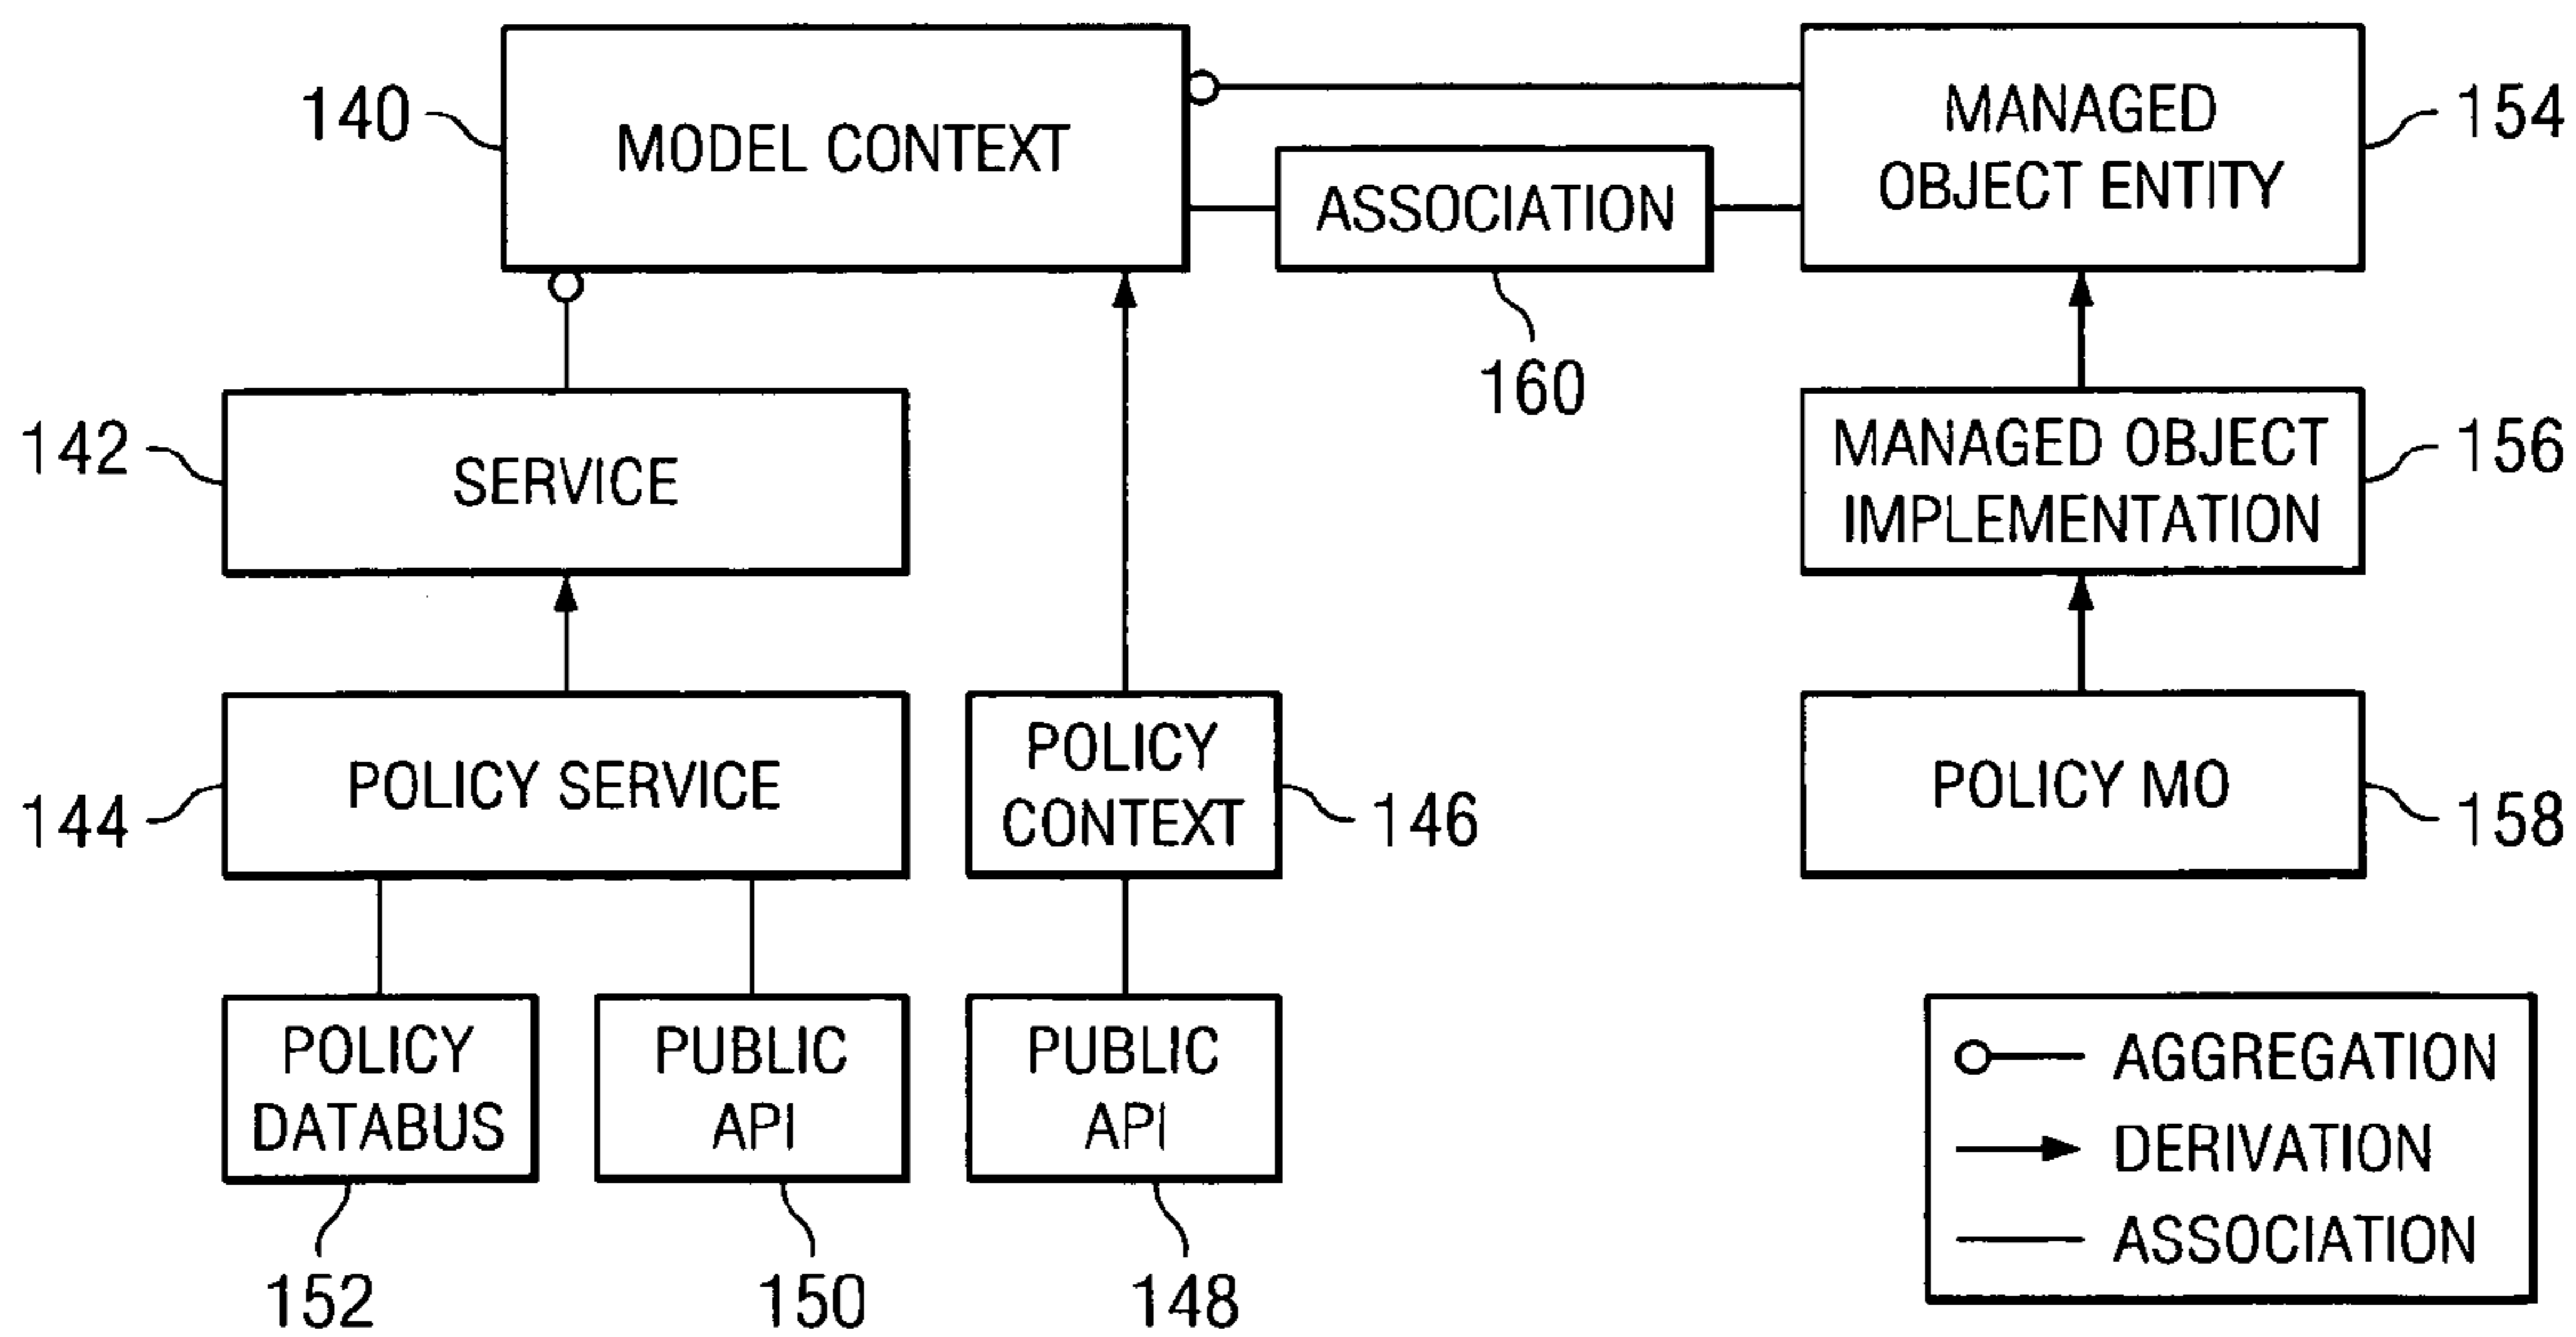 140
MODEL CONTEXT
ASSOCIATION
160
MANAGED
OBJECT ENTITY
154
142
SERVICE
MANAGED OBJECT
IMPLEMENTATION
156
144
POLICY SERVICE
POLICY
CONTEXT
146
POLICY MO
158
POLICY
DATABUS
152
PUBLIC
API
150
PUBLIC
API
148
AGGREGATION
DERIVATION
ASSOCIATION